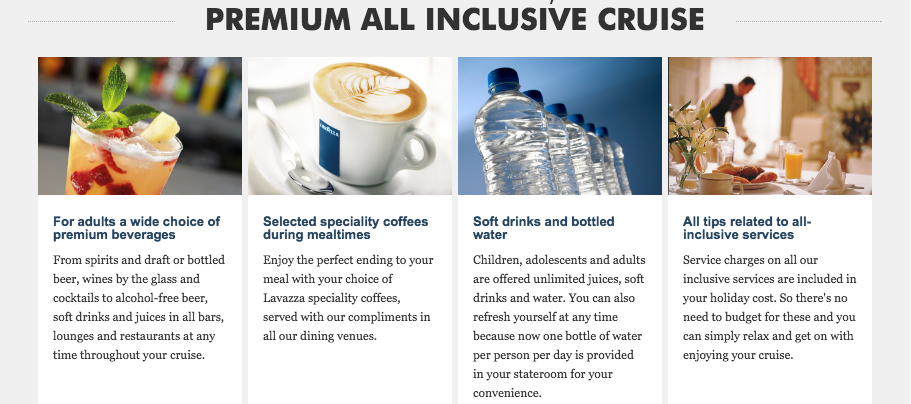 PREMIUM ALL INCLUSIVE CRUISE
LAVAZZA
For adults a wide choice of
premium beverages
From spirits and draft or bottled
beer, wines by the glass and
cocktails to alcohol-free beer,
soft drinks and juices in all bars,
lounges and restaurants at any
time throughout your cruise.
Selected speciality coffees
during mealtimes
Enjoy the perfect ending to your
meal with your choice of
Lavazza speciality coffees,
served with our compliments in
all our dining venues.
Soft drinks and bottled
water
Children, adolescents and adults
are offered unlimited juices, soft
drinks and water. You can also
refresh yourself at any time
because now one bottle of water
per person per day is provided
in your stateroom for your
convenience.
All tips related to all-
inclusive services
Service charges on all our
inclusive services are included in
your holiday cost. So there's no
need to budget for these and you
can simply relax and get on with
enjoying your cruise.